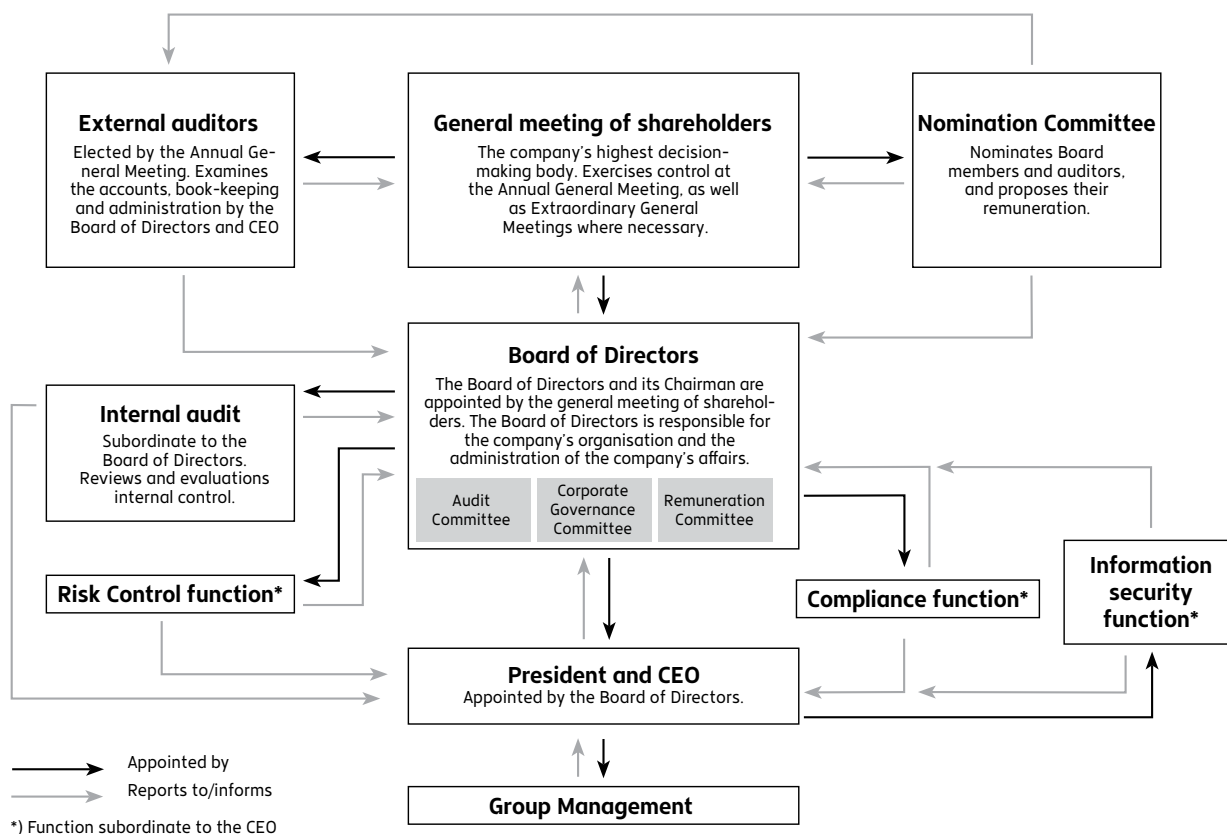 External auditors
Elected by the Annual Ge-
neral Meeting. Examines
the accounts, book-keeping
and administration by the
Board of Directors and CEO
General meeting of shareholders
The company's highest decision-
making body. Exercises control at
the Annual General Meeting, as well
as Extraordinary General
Meetings where necessary.
Nomination Committee
Nominates Board
members and auditors,
and proposes their
remuneration.
Board of Directors
The Board of Directors and its Chairman are
appointed by the general meeting of sharehol-
ders. The Board of Directors is responsible for
the company's organisation and the
administration of the company's affairs.
Audit
Committee
Corporate
Governance
Committee
Remuneration
Committee
Internal audit
Subordinate to the
Board of Directors.
Reviews and evaluations
internal control.
Risk Control function*
Compliance function*
Information
security
function*
President and CEO
Appointed by the Board of Directors.
Group Management
Appointed by
Reports to/informs
*) Function subordinate to the CEO